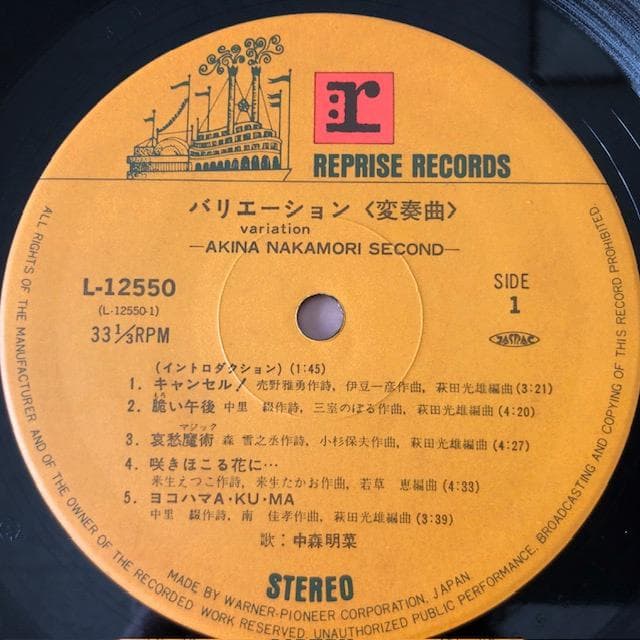 r
REPRISE RECORDS
バリエーション〈変奏曲〉
variation
—AKINA NAKAMORI SECOND—
L-12550
(L-12550-1)
33 1/3 RPM
SIDE
1
JASRAC
(イントロダクション)(1:45)
1. キャンセル! 売野雅勇作詩, 伊豆一彦作曲, 萩田光雄編曲(3:21)
もろ
2. 脆い午後 中里 綴作詩, 三室のぼる作曲, 萩田光雄編曲(4:20)
マジック
3. 哀愁魔術 森 雪之丞作詩, 小杉保夫作曲, 萩田光雄編曲(4:27)
4. 咲きほこる花に…
来生えつこ作詩, 来生たかお作曲, 若草 恵編曲(4:33)
5 ヨコハマA・KU・MA
中里 綴作詩, 南 佳孝作曲, 萩田光雄編曲(3:39)
歌:中森明菜
STEREO
MADE BY WARNER-PIONEER CORPORATION, JAPAN.
ALL RIGHTS OF THE MANUFACTURER AND OF THE OWNER OF THE RECORDED WORK RESERVED. UNAUTHORIZED PUBLIC PERFORMANCE, BROADCASTING AND COPYING OF THIS RECORD PROHIBITED.